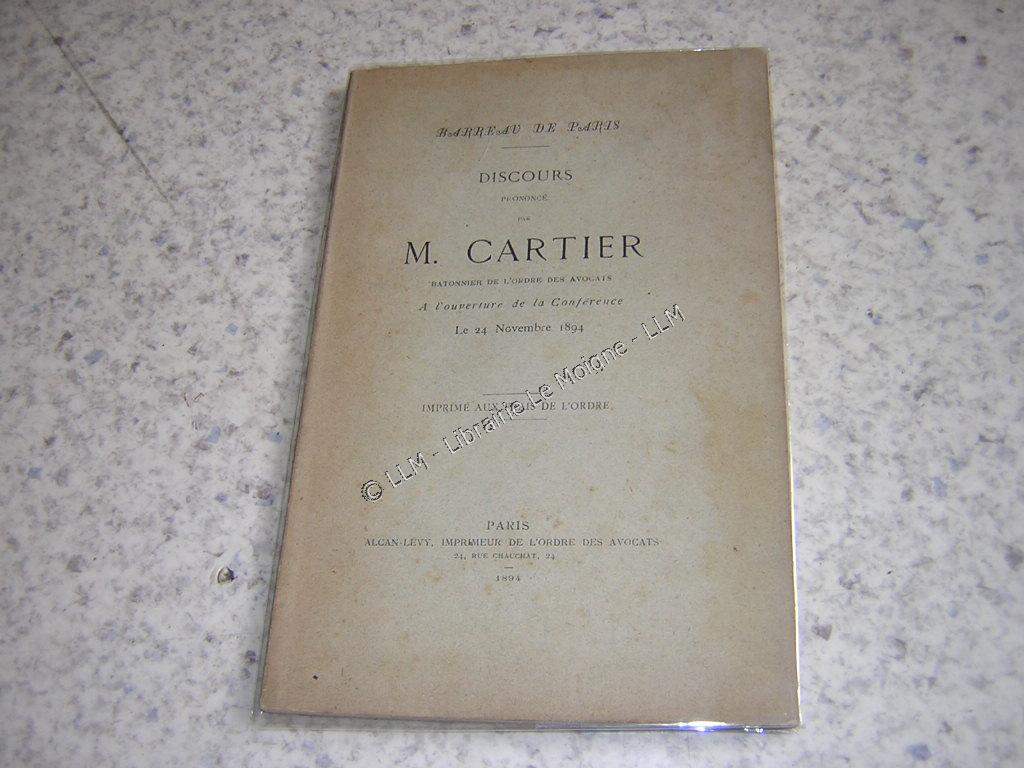 BARREAU DE PARIS
DISCOURS
PRONONCÉ
PAR
M. CARTIER
BATONNIER DE L'ORDRE DES AVOCATS
A l'ouverture de la Conférence
Le 24 Novembre 1894
IMPRIMÉ AUX FRAIS DE L'ORDRE
© LLM - Librairie Le Moigne - LLM
PARIS
ALCAN-LÉVY, IMPRIMEUR DE L'ORDRE DES AVOCATS
24, RUE CHAUCHAT, 24
1894